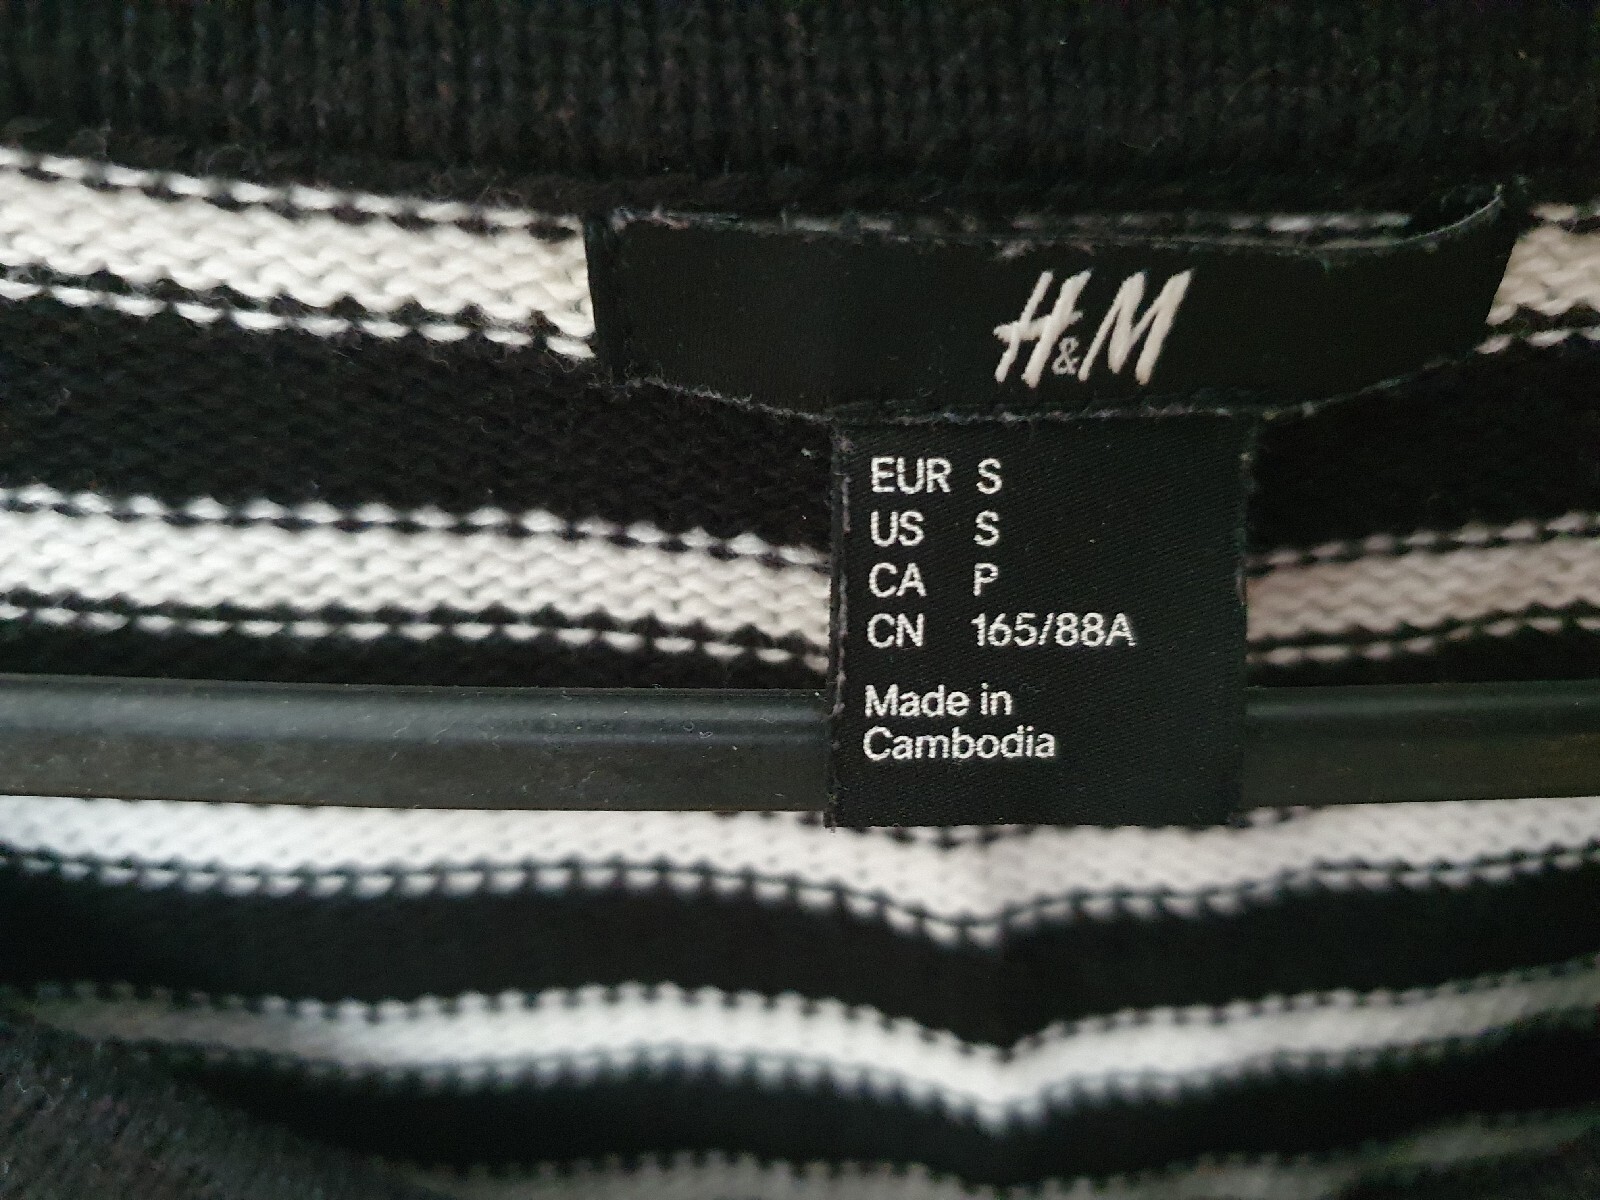 H&M
EUR S
US S
CA P
CN 165/88A
Made in
Cambodia